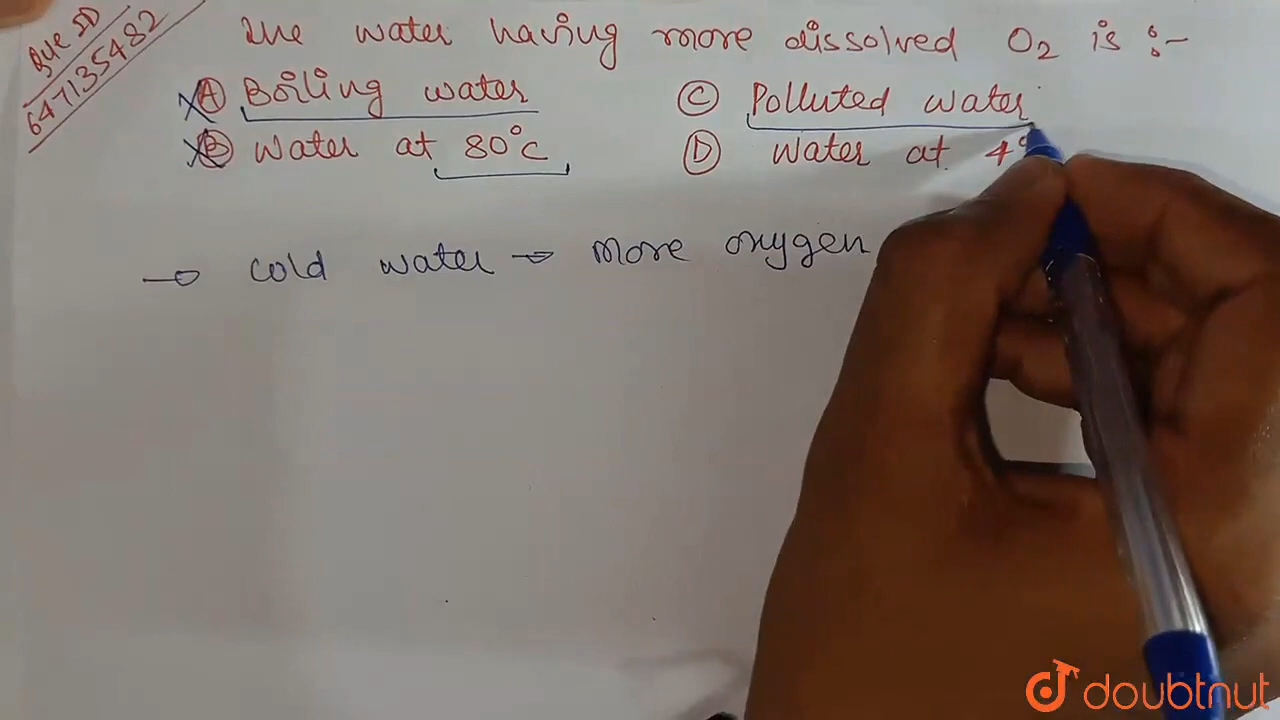 Que ID
647135482
The water having more dissolved O2 is :-
A Boiling water
B Water at 80°C
C Polluted water
D Water at 4°
→ cold water → more oxygen
doubtnut